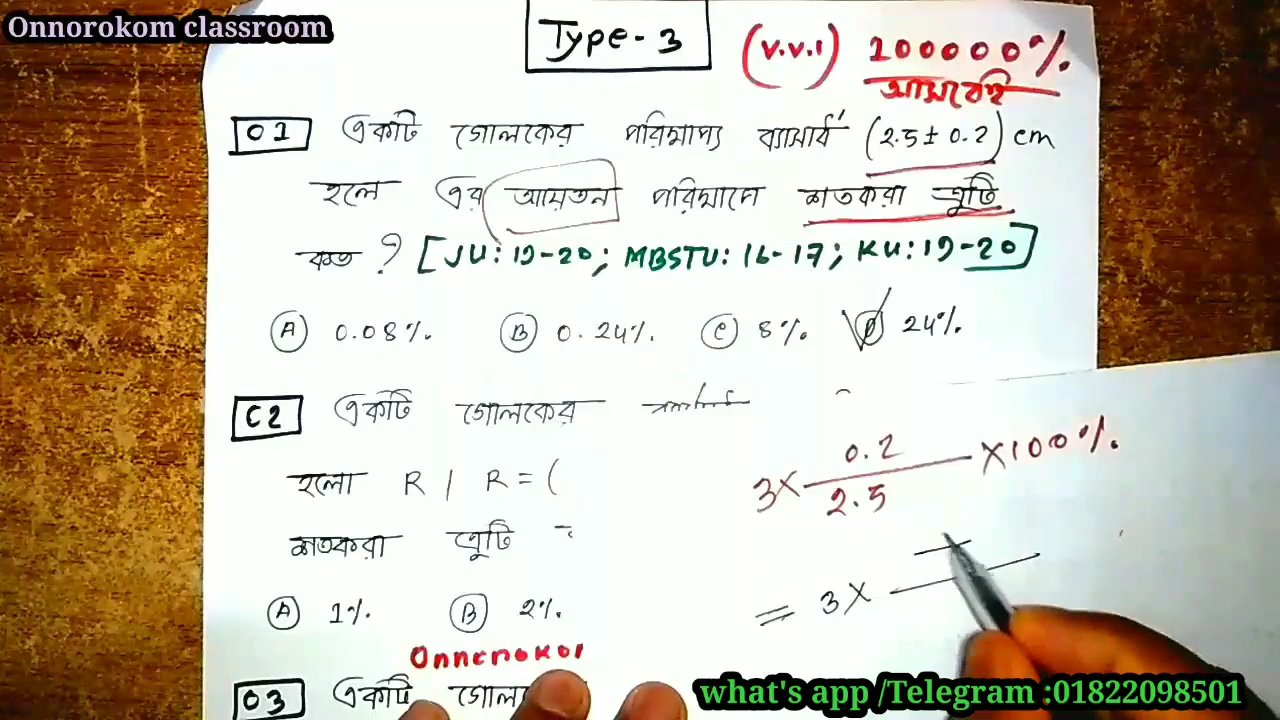 Onnorokom classroom
Type-3 (V.V.I) 100000%
আসবেই
01 একটি গোলকের পরিমাপ্য ব্যাসার্ধ (2.5 ± 0.2) cm
হলে এর আয়তন পরিমাপে শতকরা ত্রুটি
কত ? [JU: 19-20; MBSTU: 16-17; KU: 19-20]
A 0.08% B 0.24% C 8% D 24%
02 একটি গোলকের
হলো R | R = (
শতকরা ত্রুটি
A 1% B 2%
3 × 0.2 / 2.5 × 100%
= 3 ×
Onnoroko
03 একটি
what's app /Telegram :01822098501